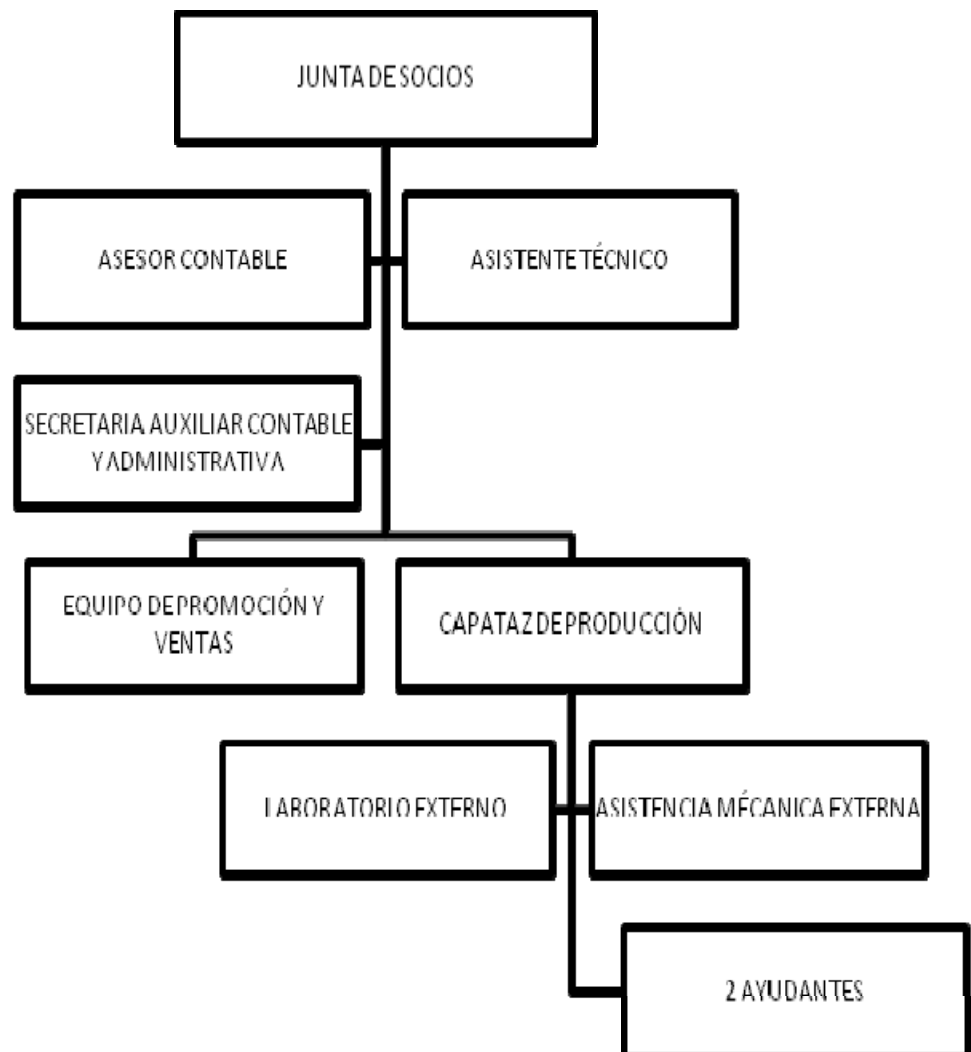 JUNTA DE SOCIOS
ASESOR CONTABLE
ASISTENTE TÉCNICO
SECRETARIA AUXILIAR CONTABLE
Y ADMINISTRATIVA
EQUIPO DE PROMOCIÓN Y
VENTAS
CAPATAZ DE PRODUCCIÓN
LABORATORIO EXTERNO
ASISTENCIA MÉCANICA EXTERNA
2 AYUDANTES